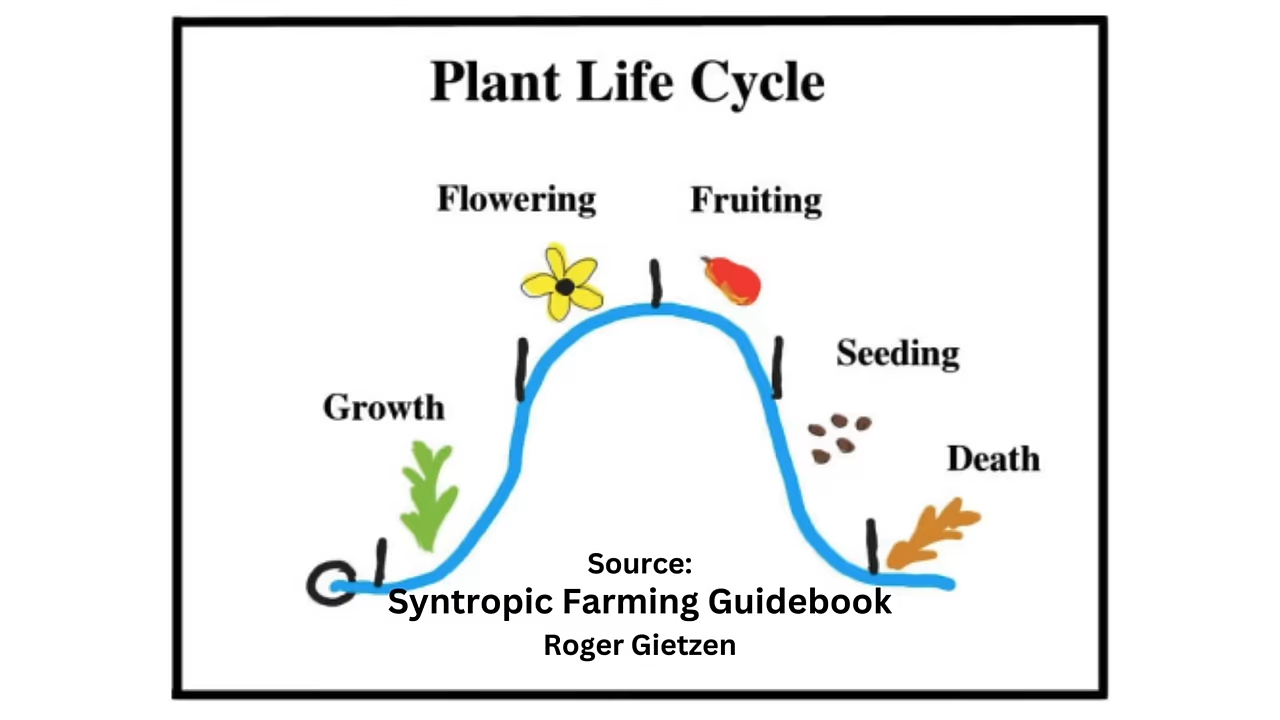 Plant Life Cycle
Flowering
Fruiting
Seeding
Growth
Death
Source:
Syntropic Farming Guidebook
Roger Gietzen